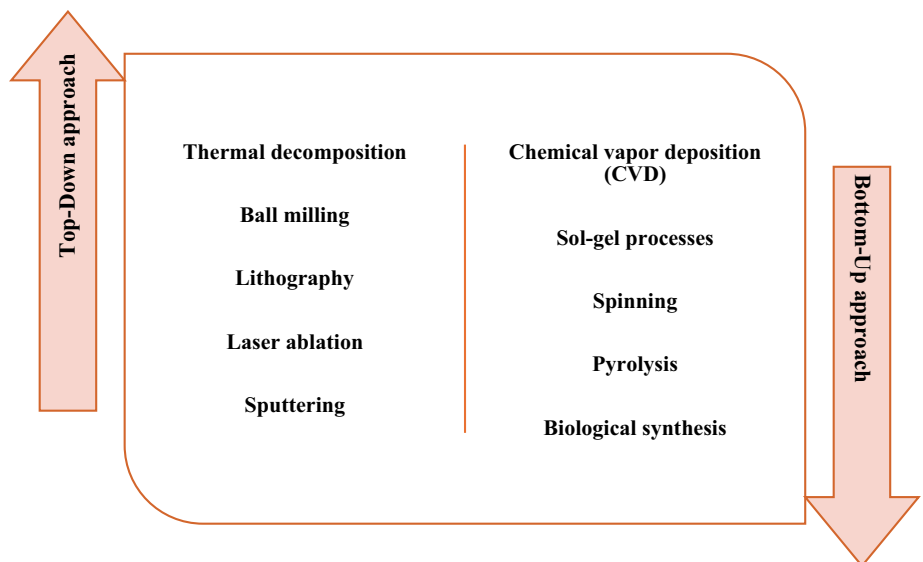 Top-Down approach
Thermal decomposition
Ball milling
Lithography
Laser ablation
Sputtering
Chemical vapor deposition
(CVD)
Sol-gel processes
Spinning
Pyrolysis
Biological synthesis
Bottom-Up approach